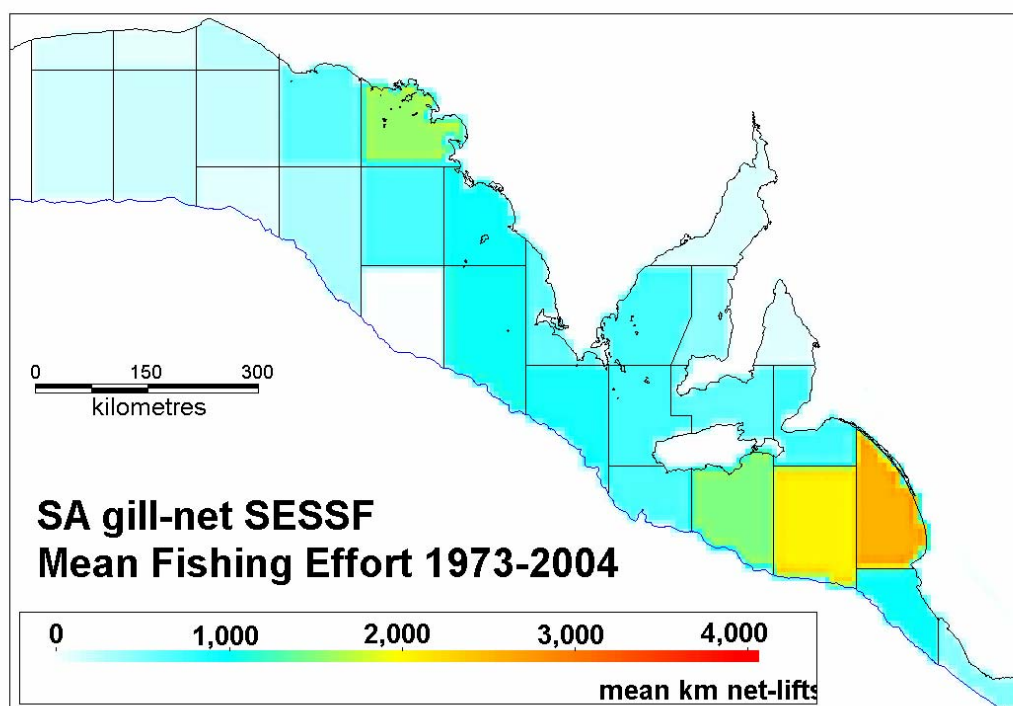 0 150 300
kilometres
SA gill-net SESSF
Mean Fishing Effort 1973-2004
0 1,000 2,000 3,000 4,000
mean km net-lifts